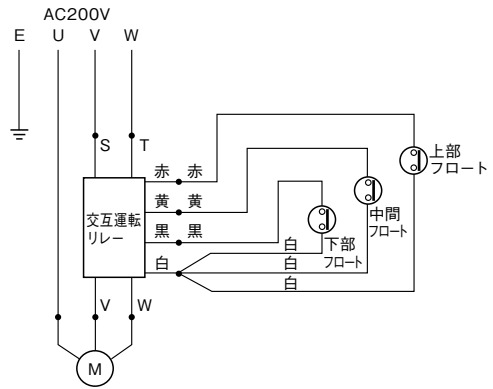 AC200V
E U V W
S T
赤 赤
上部
フロート
黄 黄
中間
フロート
交互運転
リレー
黒 黒
下部
フロート
白
白
白
白
V W
M